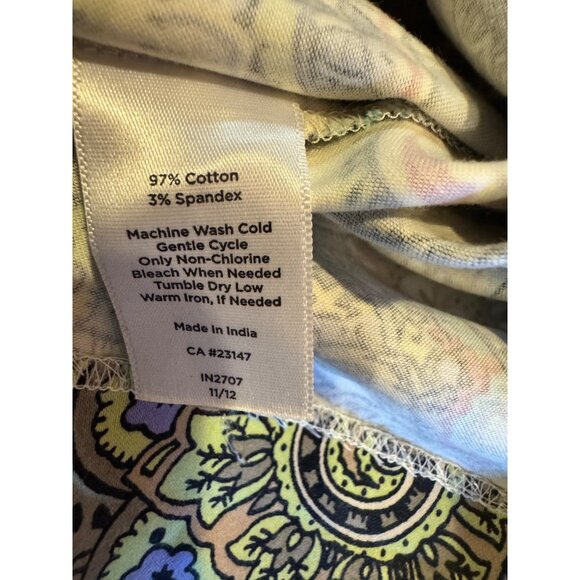 97% Cotton
3% Spandex
Machine Wash Cold
Gentle Cycle
Only Non-Chlorine
Bleach When Needed
Tumble Dry Low
Warm Iron, If Needed
Made in India
CA #23147
IN2707
11/12